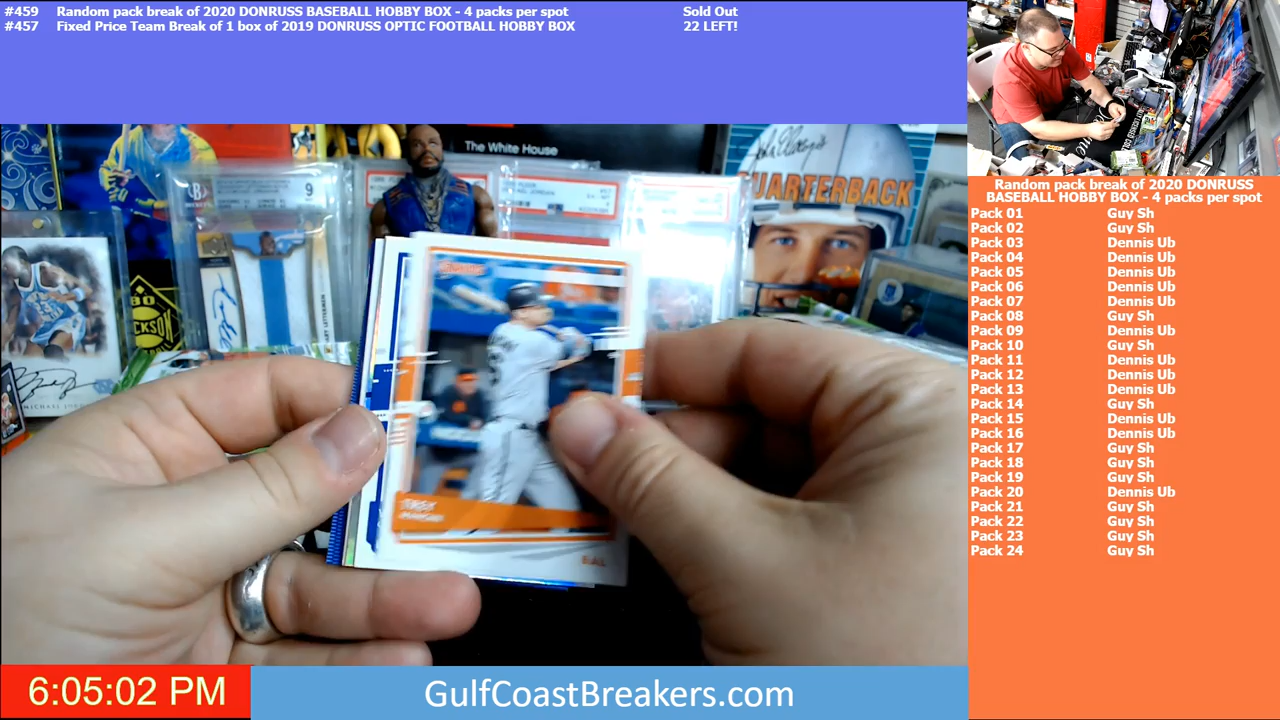 #459 Random pack break of 2020 DONRUSS BASEBALL HOBBY BOX - 4 packs per spot Sold Out
#457 Fixed Price Team Break of 1 box of 2019 DONRUSS OPTIC FOOTBALL HOBBY BOX 22 LEFT!
The White House
9
QUARTERBACK
TREY
Random pack break of 2020 DONRUSS
BASEBALL HOBBY BOX - 4 packs per spot
Pack 01 Guy Sh
Pack 02 Guy Sh
Pack 03 Dennis Ub
Pack 04 Dennis Ub
Pack 05 Dennis Ub
Pack 06 Dennis Ub
Pack 07 Dennis Ub
Pack 08 Guy Sh
Pack 09 Dennis Ub
Pack 10 Guy Sh
Pack 11 Dennis Ub
Pack 12 Dennis Ub
Pack 13 Dennis Ub
Pack 14 Guy Sh
Pack 15 Dennis Ub
Pack 16 Dennis Ub
Pack 17 Guy Sh
Pack 18 Guy Sh
Pack 19 Guy Sh
Pack 20 Dennis Ub
Pack 21 Guy Sh
Pack 22 Guy Sh
Pack 23 Guy Sh
Pack 24 Guy Sh
6:05:02 PM
GulfCoastBreakers.com